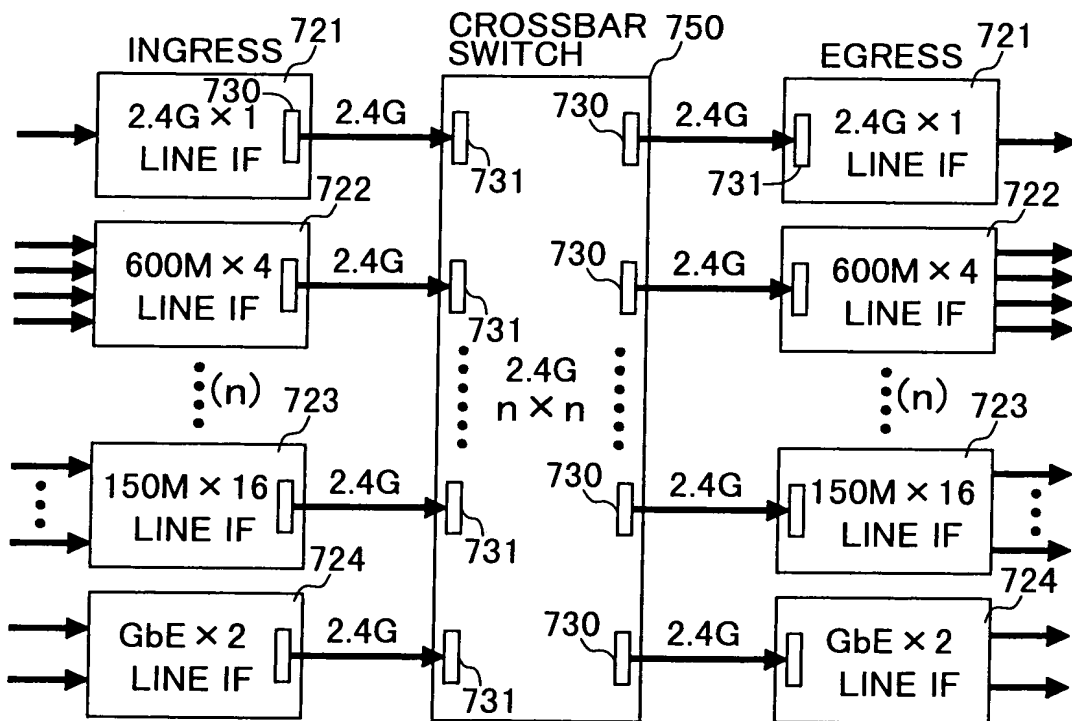 INGRESS
721
CROSSBAR
SWITCH
750
EGRESS
721
730
2.4G × 1
LINE IF
2.4G
731
730
2.4G
731
2.4G × 1
LINE IF
722
600M × 4
LINE IF
2.4G
731
730
2.4G
722
600M × 4
LINE IF
(n)
2.4G
n × n
(n)
723
150M × 16
LINE IF
2.4G
731
730
2.4G
723
150M × 16
LINE IF
724
GbE × 2
LINE IF
2.4G
731
730
2.4G
724
GbE × 2
LINE IF